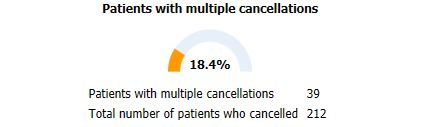 Patients with multiple cancellations
18.4%
Patients with multiple cancellations 39
Total number of patients who cancelled 212